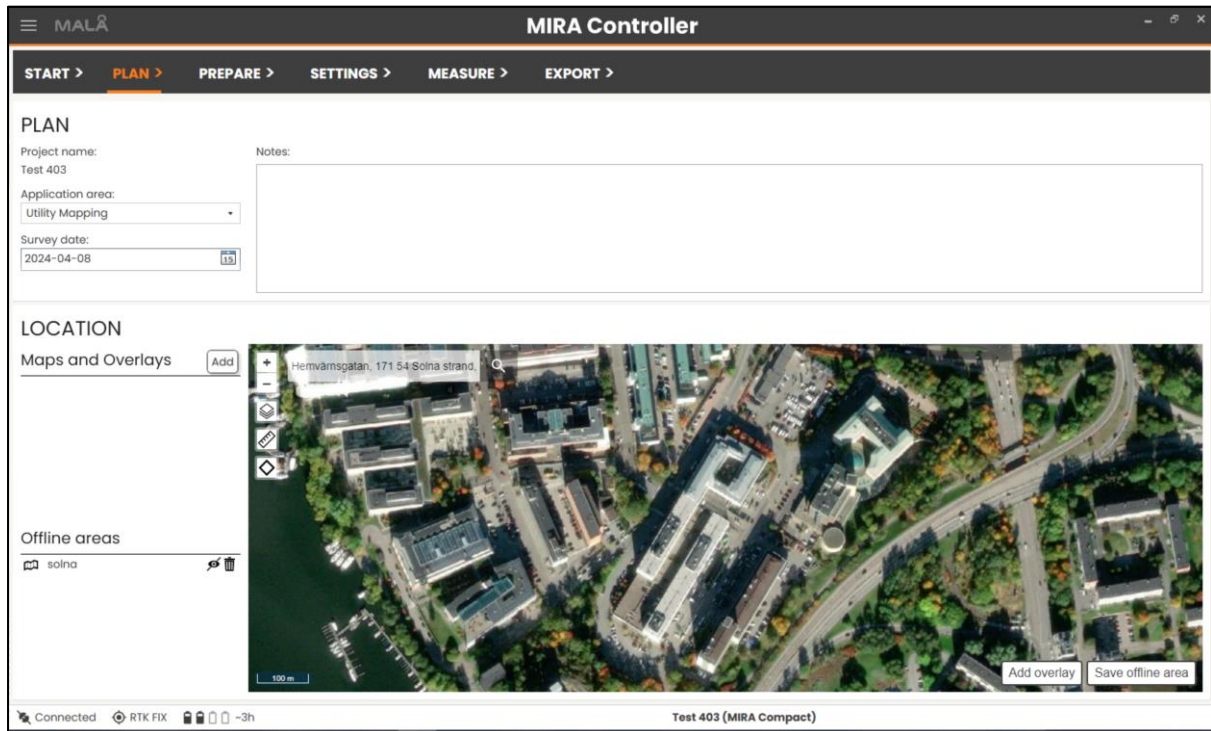 MALÅ
MIRA Controller
START >
PLAN >
PREPARE >
SETTINGS >
MEASURE >
EXPORT >
PLAN
Project name:
Test 403
Application area:
Utility Mapping
Survey date:
2024-04-08
15
Notes:
LOCATION
Maps and Overlays
Add
Offline areas
solna
+
Hemvärnsgatan, 171 54 Solna strand,
−
100 m
Add overlay
Save offline area
Connected
RTK FIX
~3h
Test 403 (MIRA Compact)